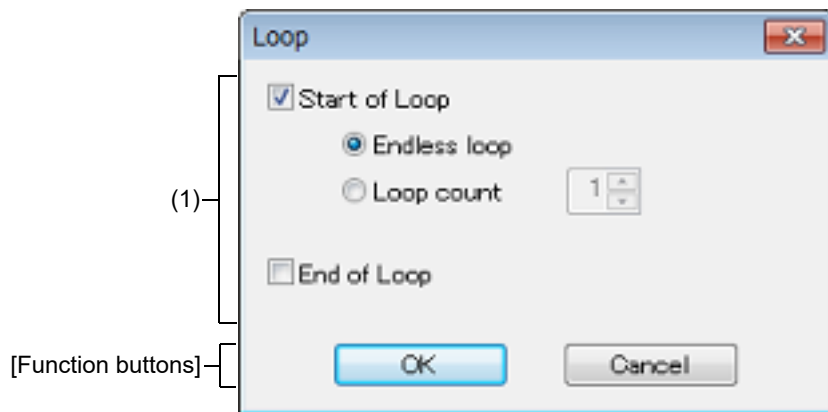 Loop
Start of Loop
Endless loop
(1)
Loop count 1
End of Loop
[Function buttons]
OK Cancel